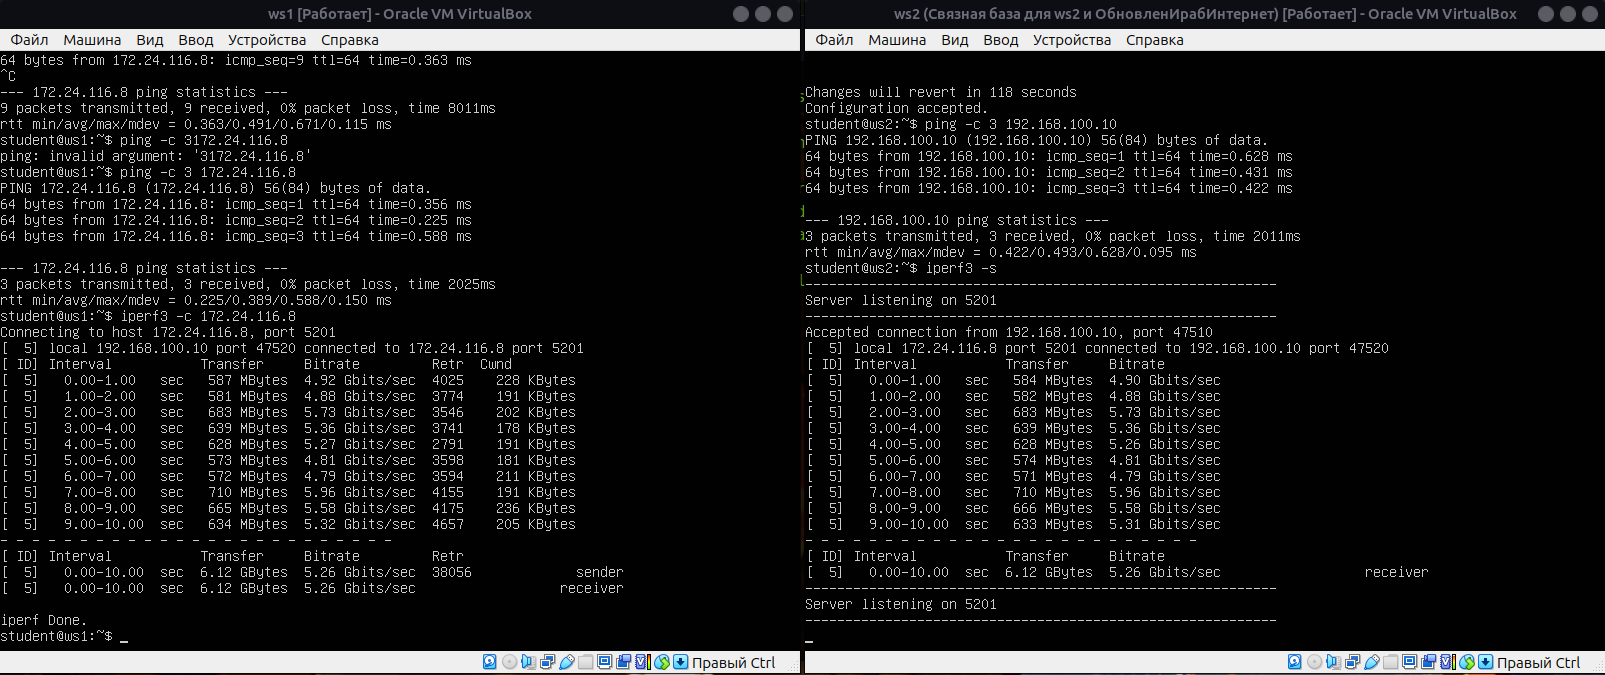 ws1 [Работает] - Oracle VM VirtualBox
Файл Машина Вид Ввод Устройства Справка
64 bytes from 172.24.116.8: icmp_seq=9 ttl=64 time=0.363 ms
^C
--- 172.24.116.8 ping statistics ---
9 packets transmitted, 9 received, 0% packet loss, time 8011ms
rtt min/avg/max/mdev = 0.363/0.491/0.671/0.115 ms
student@ws1:~$ ping -c 3172.24.116.8
ping: invalid argument: '3172.24.116.8'
student@ws1:~$ ping -c 3 172.24.116.8
PING 172.24.116.8 (172.24.116.8) 56(84) bytes of data.
64 bytes from 172.24.116.8: icmp_seq=1 ttl=64 time=0.356 ms
64 bytes from 172.24.116.8: icmp_seq=2 ttl=64 time=0.225 ms
64 bytes from 172.24.116.8: icmp_seq=3 ttl=64 time=0.588 ms
--- 172.24.116.8 ping statistics ---
3 packets transmitted, 3 received, 0% packet loss, time 2025ms
rtt min/avg/max/mdev = 0.225/0.389/0.588/0.150 ms
student@ws1:~$ iperf3 -c 172.24.116.8
Connecting to host 172.24.116.8, port 5201
[  5] local 192.168.100.10 port 47520 connected to 172.24.116.8 port 5201
[ ID] Interval           Transfer     Bitrate         Retr  Cwnd
[  5]   0.00-1.00   sec   587 MBytes  4.92 Gbits/sec  4025    228 KBytes
[  5]   1.00-2.00   sec   581 MBytes  4.88 Gbits/sec  3774    191 KBytes
[  5]   2.00-3.00   sec   683 MBytes  5.73 Gbits/sec  3546    202 KBytes
[  5]   3.00-4.00   sec   639 MBytes  5.36 Gbits/sec  3741    178 KBytes
[  5]   4.00-5.00   sec   628 MBytes  5.27 Gbits/sec  2791    191 KBytes
[  5]   5.00-6.00   sec   573 MBytes  4.81 Gbits/sec  3598    181 KBytes
[  5]   6.00-7.00   sec   572 MBytes  4.79 Gbits/sec  3594    211 KBytes
[  5]   7.00-8.00   sec   710 MBytes  5.96 Gbits/sec  4155    191 KBytes
[  5]   8.00-9.00   sec   665 MBytes  5.58 Gbits/sec  4175    236 KBytes
[  5]   9.00-10.00  sec   634 MBytes  5.32 Gbits/sec  4657    205 KBytes
- - - - - - - - - - - - - - - - - - - - - - - - -
[ ID] Interval           Transfer     Bitrate         Retr
[  5]   0.00-10.00  sec  6.12 GBytes  5.26 Gbits/sec  38056             sender
[  5]   0.00-10.00  sec  6.12 GBytes  5.26 Gbits/sec                  receiver
iperf Done.
student@ws1:~$ _
Правый Ctrl
ws2 (Связная база для ws2 и ОбновленИрабИнтернет) [Работает] - Oracle VM VirtualBox
Файл Машина Вид Ввод Устройства Справка
Changes will revert in 118 seconds
Configuration accepted.
student@ws2:~$ ping -c 3 192.168.100.10
PING 192.168.100.10 (192.168.100.10) 56(84) bytes of data.
64 bytes from 192.168.100.10: icmp_seq=1 ttl=64 time=0.628 ms
64 bytes from 192.168.100.10: icmp_seq=2 ttl=64 time=0.431 ms
64 bytes from 192.168.100.10: icmp_seq=3 ttl=64 time=0.422 ms
--- 192.168.100.10 ping statistics ---
3 packets transmitted, 3 received, 0% packet loss, time 2011ms
rtt min/avg/max/mdev = 0.422/0.493/0.628/0.095 ms
student@ws2:~$ iperf3 -s
-----------------------------------------------------------
Server listening on 5201
-----------------------------------------------------------
Accepted connection from 192.168.100.10, port 47510
[  5] local 172.24.116.8 port 5201 connected to 192.168.100.10 port 47520
[ ID] Interval           Transfer     Bitrate
[  5]   0.00-1.00   sec   584 MBytes  4.90 Gbits/sec
[  5]   1.00-2.00   sec   582 MBytes  4.88 Gbits/sec
[  5]   2.00-3.00   sec   683 MBytes  5.73 Gbits/sec
[  5]   3.00-4.00   sec   639 MBytes  5.36 Gbits/sec
[  5]   4.00-5.00   sec   628 MBytes  5.26 Gbits/sec
[  5]   5.00-6.00   sec   574 MBytes  4.81 Gbits/sec
[  5]   6.00-7.00   sec   571 MBytes  4.79 Gbits/sec
[  5]   7.00-8.00   sec   710 MBytes  5.96 Gbits/sec
[  5]   8.00-9.00   sec   666 MBytes  5.58 Gbits/sec
[  5]   9.00-10.00  sec   633 MBytes  5.31 Gbits/sec
- - - - - - - - - - - - - - - - - - - - - - - - -
[ ID] Interval           Transfer     Bitrate
[  5]   0.00-10.00  sec  6.12 GBytes  5.26 Gbits/sec                  receiver
-----------------------------------------------------------
Server listening on 5201
-----------------------------------------------------------
_
Правый Ctrl